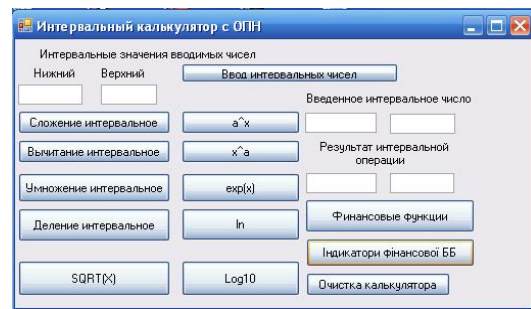 Интервальный калькулятор с ОПН
Интервальные значения вводимых чисел
Нижний Верхний
Ввод интервальных чисел
Введенное интервальное число
Сложение интервальное
a^x
Вычитание интервальное
x^a
Результат интервальной
операции
Умножение интервальное
exp(x)
Деление интервальное
ln
Финансовые функции
Індикатори фінансової ББ
SQRT(X)
Log10
Очистка калькулятора